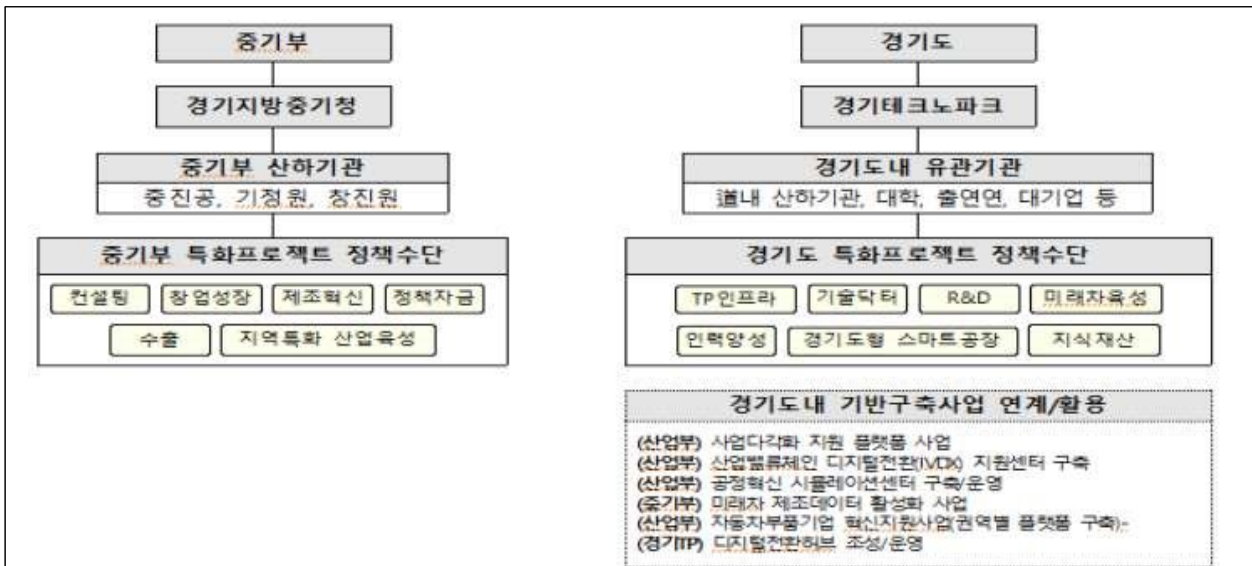 중기부
경기지방중기청
중기부 산하기관
중진공, 기정원, 창진원
중기부 특화프로젝트 정책수단
컨설팅 창업성장 제조혁신 정책자금
수출 지역특화 산업육성
경기도
경기테크노파크
경기도내 유관기관
道내 산하기관, 대학, 출연연, 대기업 등
경기도 특화프로젝트 정책수단
TP인프라 기술닥터 R&D 미래차육성
인력양성 경기도형 스마트공장 지식재산
경기도내 기반구축사업 연계/활용
(산업부) 사업다각화 지원 플랫폼 사업
(산업부) 산업밸류체인 디지털전환(IVDX) 지원센터 구축
(산업부) 공정혁신 시뮬레이션센터 구축/운영
(중기부) 미래차 제조데이터 활성화 사업
(산업부) 자동차부품기업 혁신지원사업(권역별 플랫폼 구축)-
(경기TP) 디지털전환허브 조성/운영